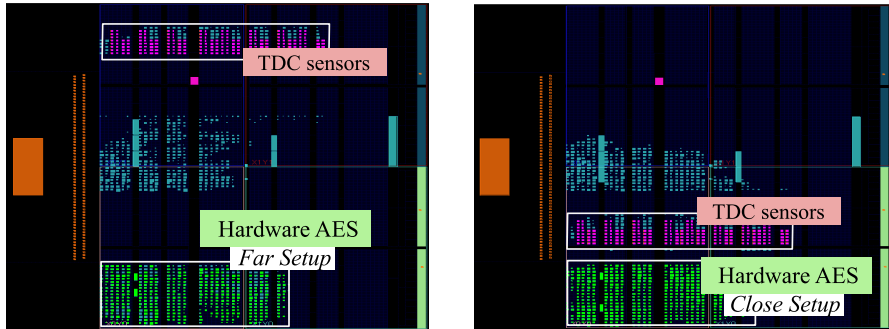 TDC sensors
Hardware AES
Far Setup
TDC sensors
Hardware AES
Close Setup